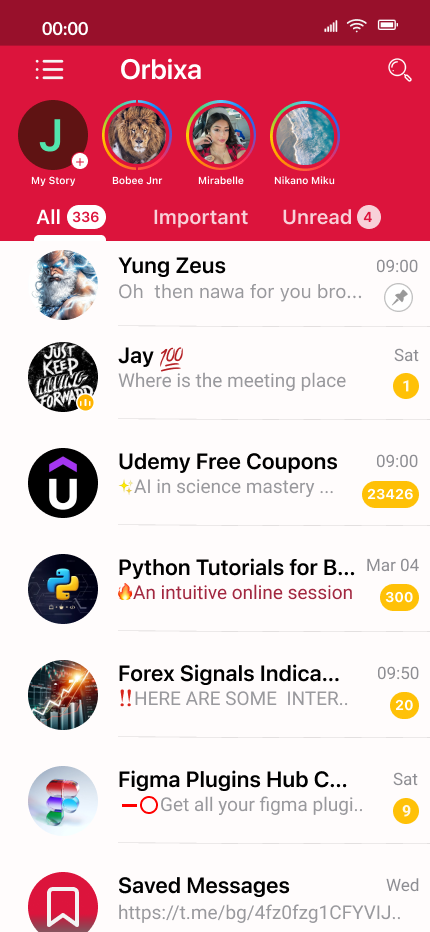 00:00
Orbixa
J
My Story
Bobee Jnr
Mirabelle
Nikano Miku
All 336 Important Unread 4
Yung Zeus 09:00
Oh then nawa for you bro...
JUST
KEEP
MOVING
FORWARD
Jay 💯 Sat
Where is the meeting place 1
Udemy Free Coupons 09:00
✨AI in science mastery ... 23426
Python Tutorials for B... Mar 04
🔥An intuitive online session 300
Forex Signals Indica... 09:50
‼️HERE ARE SOME INTER.. 20
Figma Plugins Hub C... Sat
Get all your figma plugi.. 9
Saved Messages Wed
https://t.me/bg/4fz0fzg1CFYVIJ..